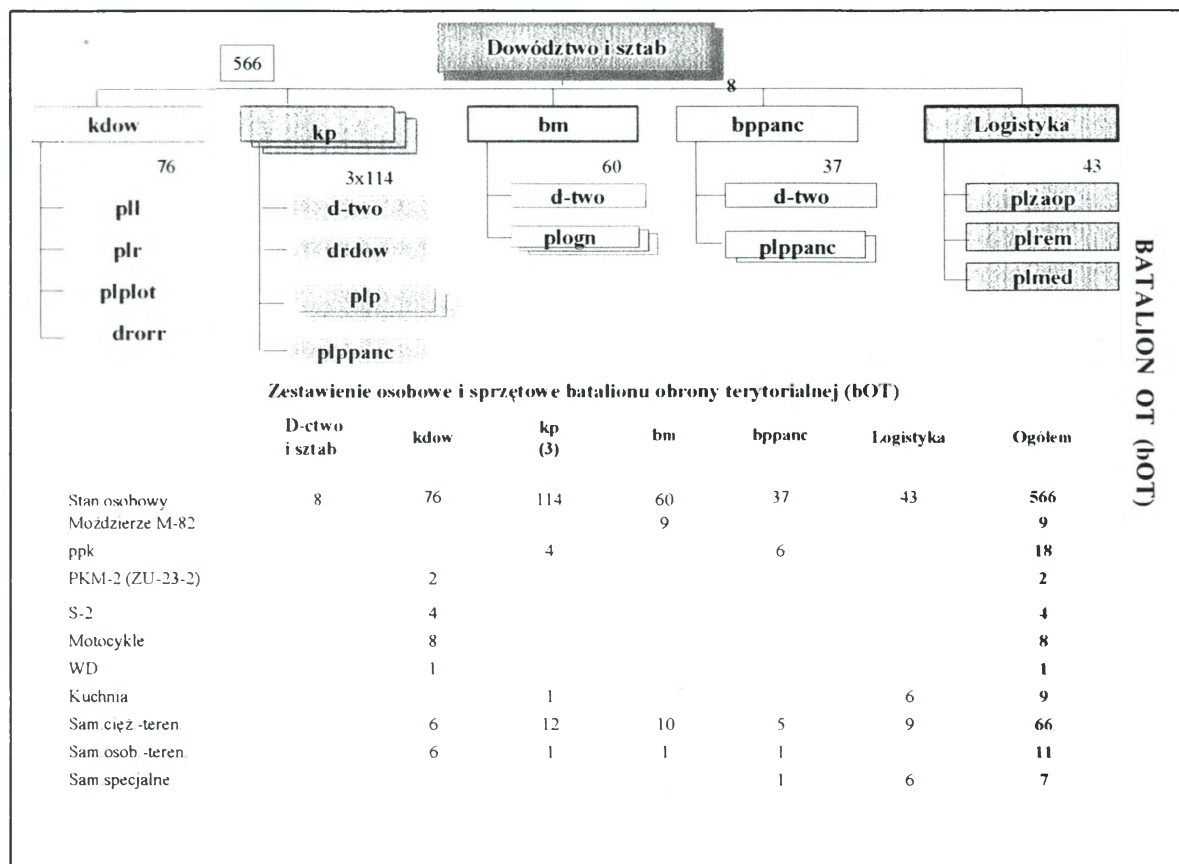 Dowództwo i sztab
566
8
kdow
kp
bm
bppanc
Logistyka
76
3x114
60
37
43
pll
d-two
d-two
d-two
plzaop
plr
drdow
plogn
plppanc
plrem
plplot
plp
plmed
drorr
plppanc
BATALION OT (bOT)
Zestawienie osobowe i sprzętowe batalionu obrony terytorialnej (bOT)
D-ctwo i sztab kdow kp (3) bm bppanc Logistyka Ogółem
Stan osobowy 8 76 114 60 37 43 566
Moździerze M-82 9 9
ppk 4 6 18
PKM-2 (ZU-23-2) 2 2
S-2 4 4
Motocykle 8 8
WD 1 1
Kuchnia 1 6 9
Sam.cięż.-teren. 6 12 10 5 9 66
Sam.osob.-teren. 6 1 1 1 11
Sam.specjalne 1 6 7